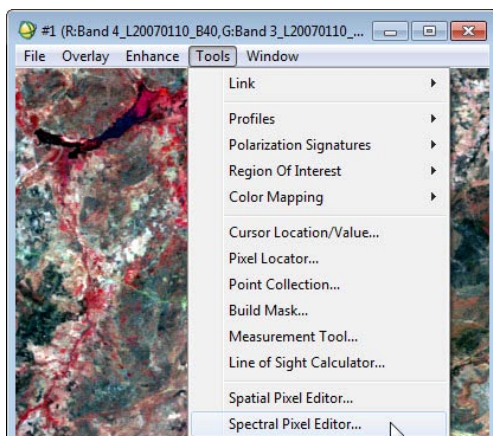 #1 (R:Band 4_L20070110_B40,G:Band 3_L20070110_...
File Overlay Enhance Tools Window
Link
Profiles
Polarization Signatures
Region Of Interest
Color Mapping
Cursor Location/Value...
Pixel Locator...
Point Collection...
Build Mask...
Measurement Tool...
Line of Sight Calculator...
Spatial Pixel Editor...
Spectral Pixel Editor...